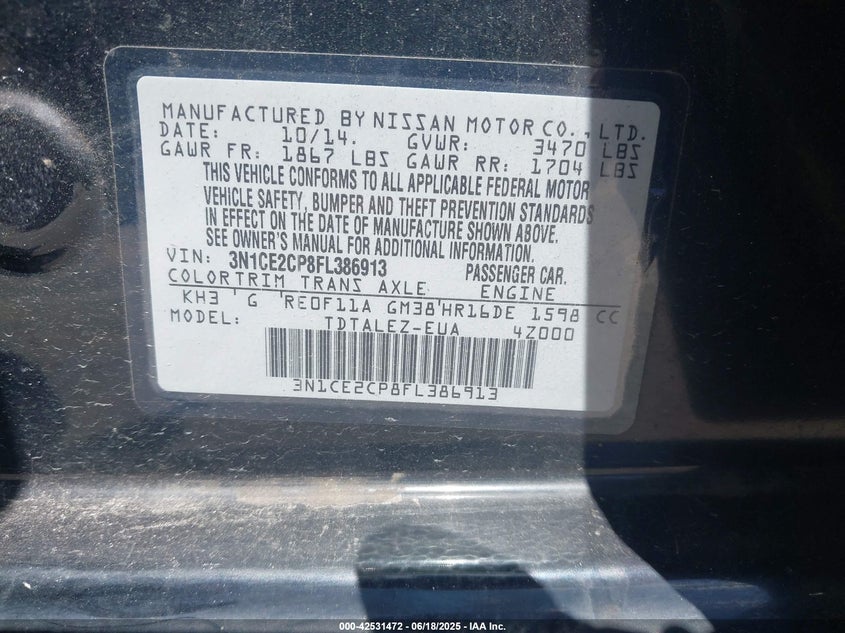 MANUFACTURED BY NISSAN MOTOR CO., LTD.
DATE: 10/14. GVWR: 3470 LBS
GAWR FR: 1867 LBS GAWR RR: 1704 LBS
THIS VEHICLE CONFORMS TO ALL APPLICABLE FEDERAL MOTOR
VEHICLE SAFETY, BUMPER AND THEFT PREVENTION STANDARDS
IN EFFECT ON THE DATE OF MANUFACTURE SHOWN ABOVE.
SEE OWNER'S MANUAL FOR ADDITIONAL INFORMATION.
VIN: 3N1CE2CP8FL386913 PASSENGER CAR.
COLORTRIM TRANS AXLE ENGINE
KH3 ' G 'RE0F11A GM38'HR16DE 1598 CC
MODEL: TDTALEZ-EUA 4Z000
3N1CE2CP8FL386913
000-42531472 - 06/18/2025 - IAA Inc.